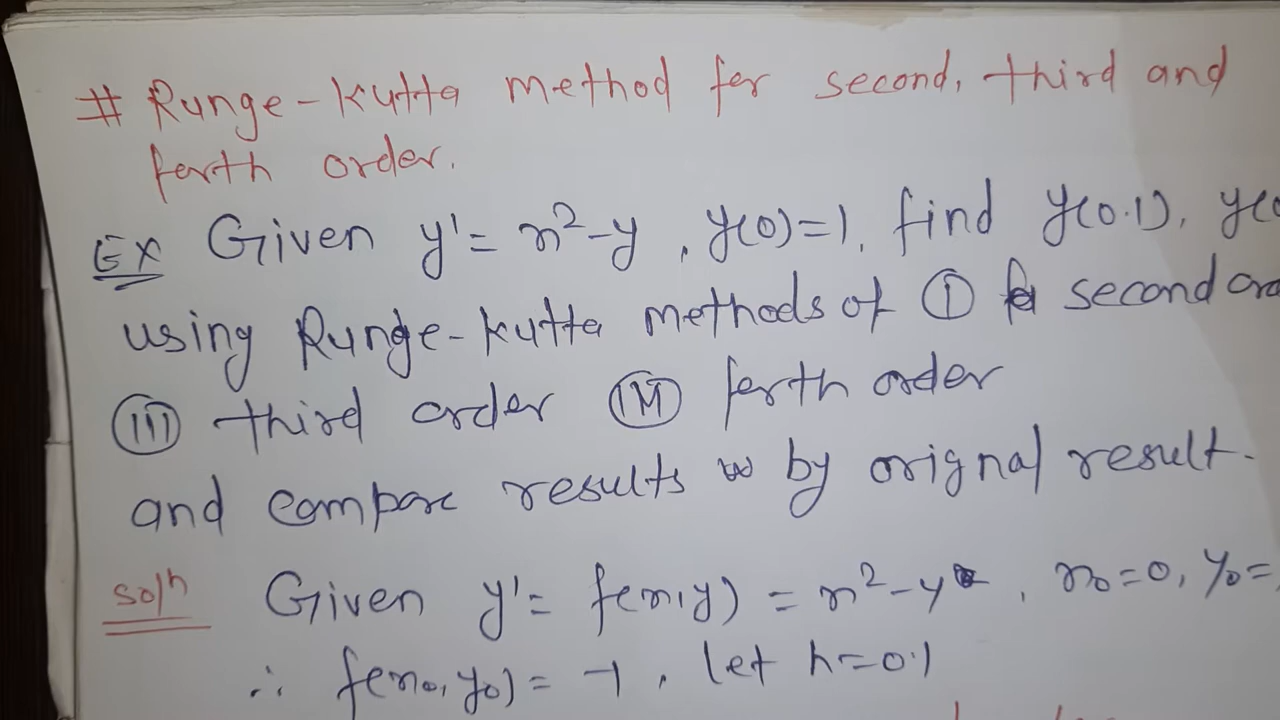 # Runge-Kutta method for second, third and
forth order.
Ex Given y' = x²-y, y(0)=1, find y(0.1),
using Runge-Kutta methods of Ⓘ second
(III) third order (IV) forth order
and compare results by orignal result.
Solⁿ Given y' = f(x,y) = x²-y, x₀=0, y₀=
∴ f(x₀,y₀) = -1, let h=0.1